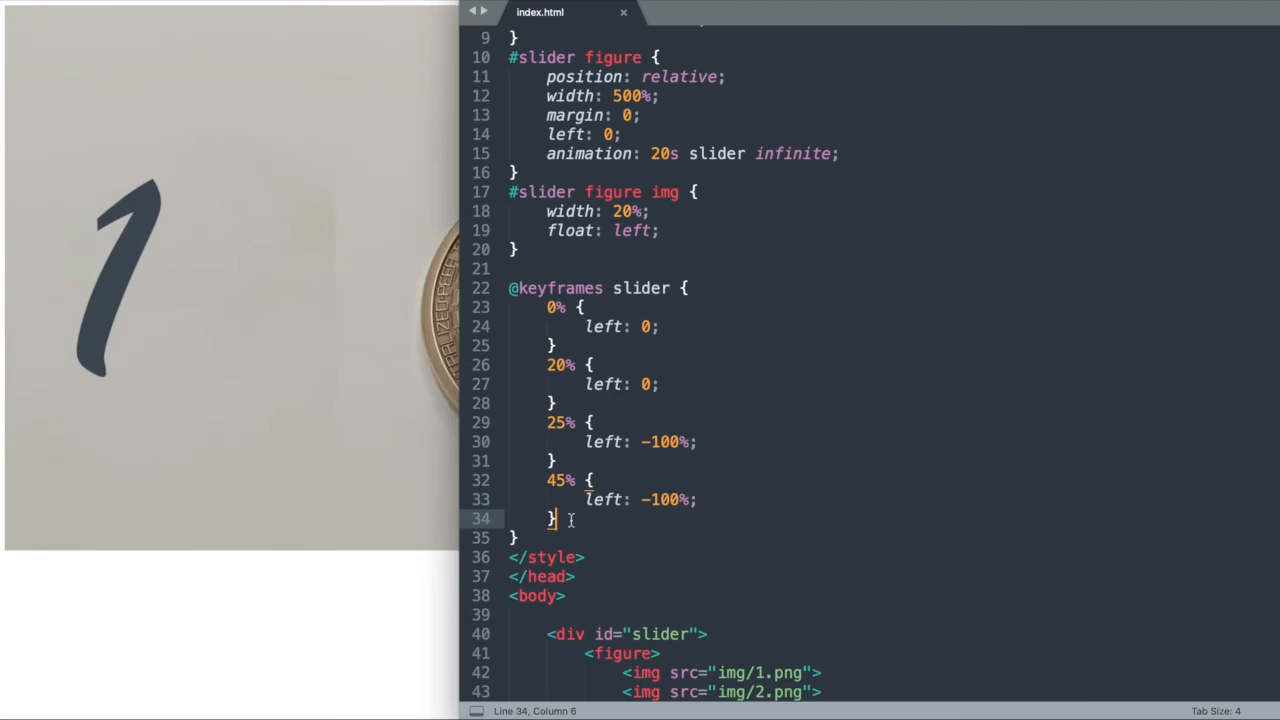 index.html
1
9 }
10 #slider figure {
11 position: relative;
12 width: 500%;
13 margin: 0;
14 left: 0;
15 animation: 20s slider infinite;
16 }
17 #slider figure img {
18 width: 20%;
19 float: left;
20 }
21
22 @keyframes slider {
23 0% {
24 left: 0;
25 }
26 20% {
27 left: 0;
28 }
29 25% {
30 left: -100%;
31 }
32 45% {
33 left: -100%;
34 }
35 }
36 </style>
37 </head>
38 <body>
39
40 <div id="slider">
41 <figure>
42 <img src="img/1.png">
43 <img src="img/2.png">
Line 34, Column 6
Tab Size: 4